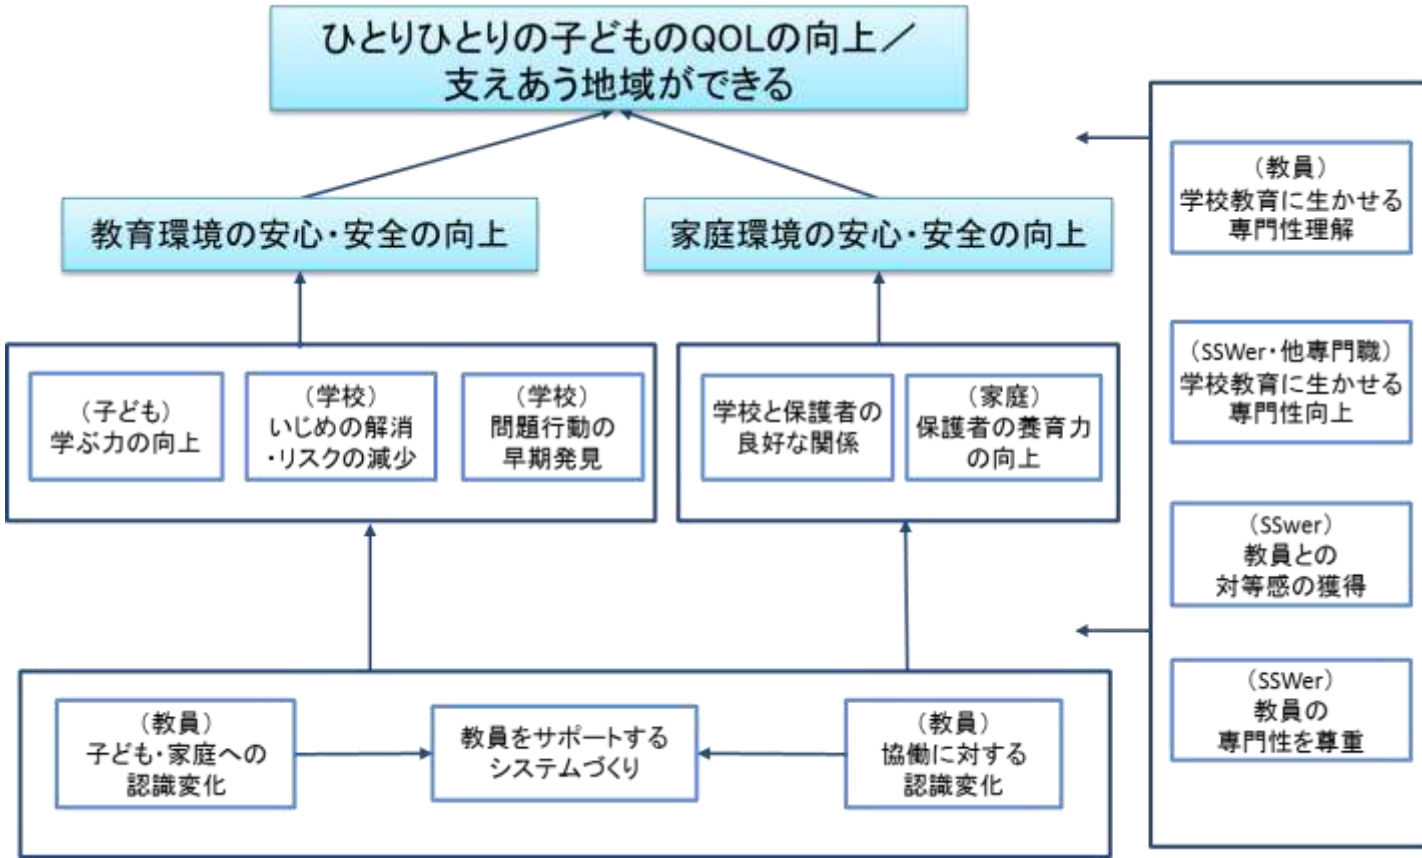 ひとりひとりの子どものQOLの向上／
支えあう地域ができる
教育環境の安心・安全の向上
家庭環境の安心・安全の向上
（子ども）
学ぶ力の向上
（学校）
いじめの解消
・リスクの減少
（学校）
問題行動の
早期発見
学校と保護者の
良好な関係
（家庭）
保護者の養育力
の向上
（教員）
子ども・家庭への
認識変化
教員をサポートする
システムづくり
（教員）
協働に対する
認識変化
（教員）
学校教育に生かせる
専門性理解
（SSWer・他専門職）
学校教育に生かせる
専門性向上
（SSwer）
教員との
対等感の獲得
（SSWer）
教員の
専門性を尊重